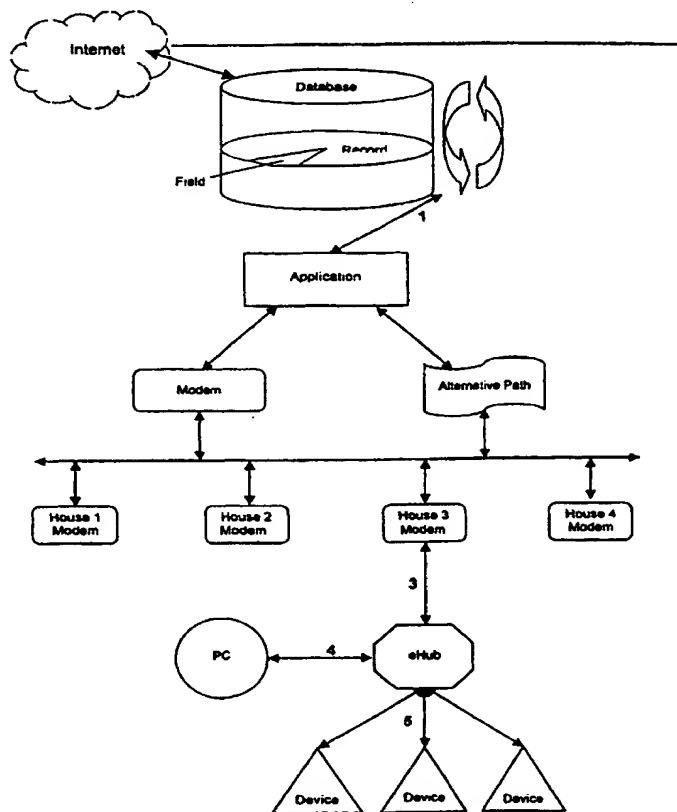 Internet
Database
Record
Field
1
Application
Modem
Alternative Path
House 1
Modem
House 2
Modem
House 3
Modem
House 4
Modem
3
PC
4
eHub
5
Device
Device
Device